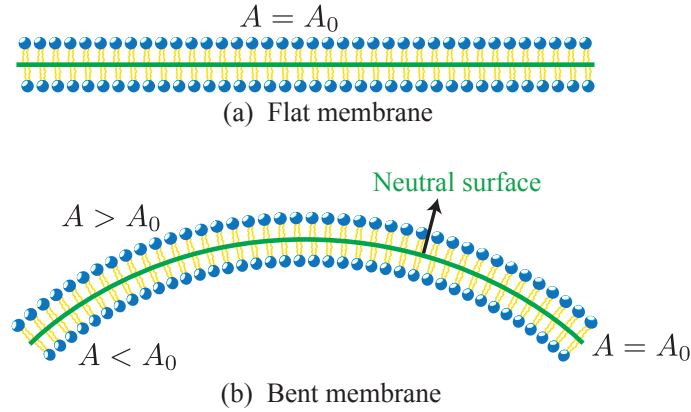 A = A₀
(a) Flat membrane
Neutral surface
A > A₀
A < A₀
A = A₀
(b) Bent membrane